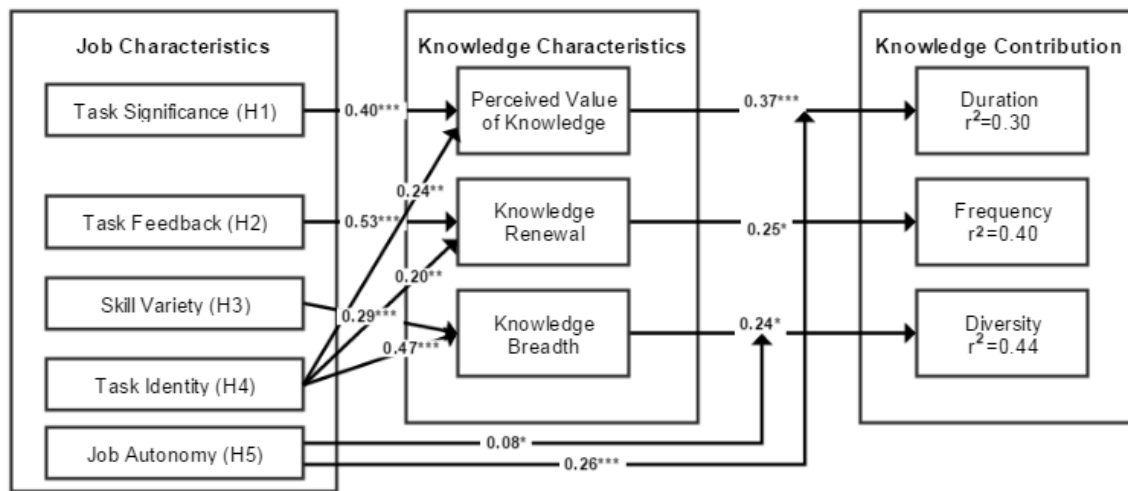 Job Characteristics
Task Significance (H1)
Task Feedback (H2)
Skill Variety (H3)
Task Identity (H4)
Job Autonomy (H5)
0.40***
0.24**
0.53***
0.20**
0.29***
0.47***
0.08*
0.26***
Knowledge Characteristics
Perceived Value
of Knowledge
Knowledge
Renewal
Knowledge
Breadth
0.37***
0.25*
0.24*
Knowledge Contribution
Duration
r²=0.30
Frequency
r²=0.40
Diversity
r²=0.44